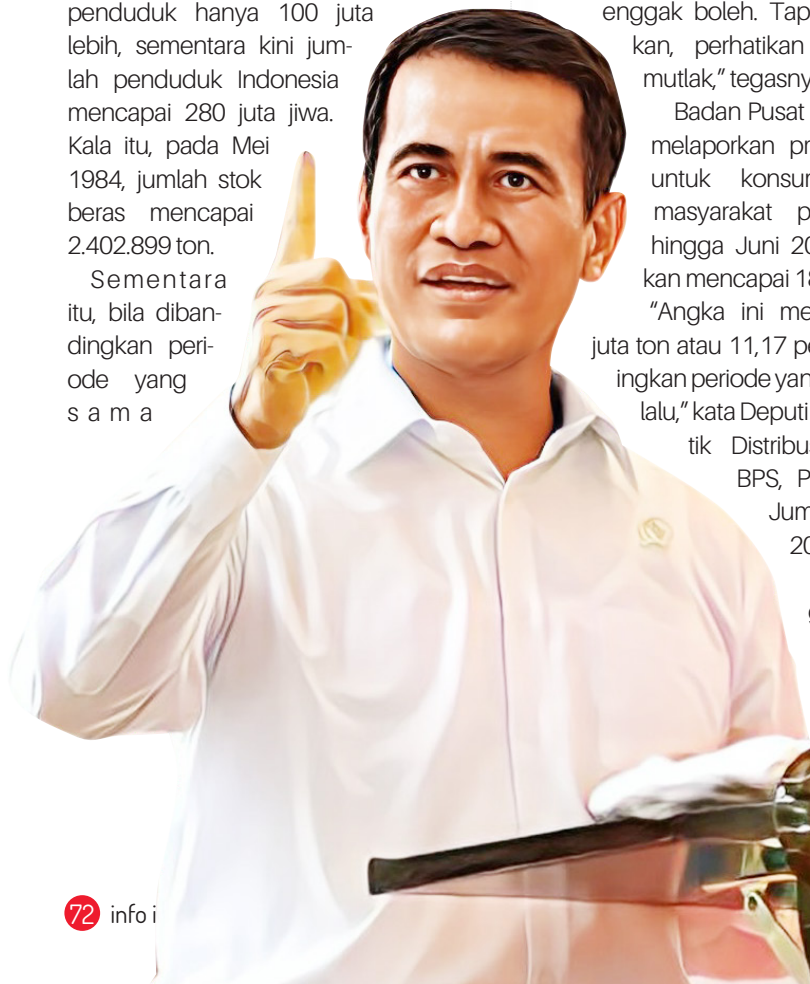 penduduk hanya 100 juta
lebih, sementara kini jum-
lah penduduk Indonesia
mencapai 280 juta jiwa.
Kala itu, pada Mei
1984, jumlah stok
beras mencapai
2.402.899 ton.
Sementara
itu, bila diban-
dingkan peri-
ode yang
sama
enggak boleh. Tap
kan, perhatikan
mutlak,” tegasny
Badan Pusat
melaporkan pr
untuk konsu
masyarakat p
hingga Juni 20
kan mencapai 18
“Angka ini me
juta ton atau 11,17 pe
ingkan periode yan
lalu,” kata Deputi
tik Distribu
BPS, P
Jum
20
72 info i